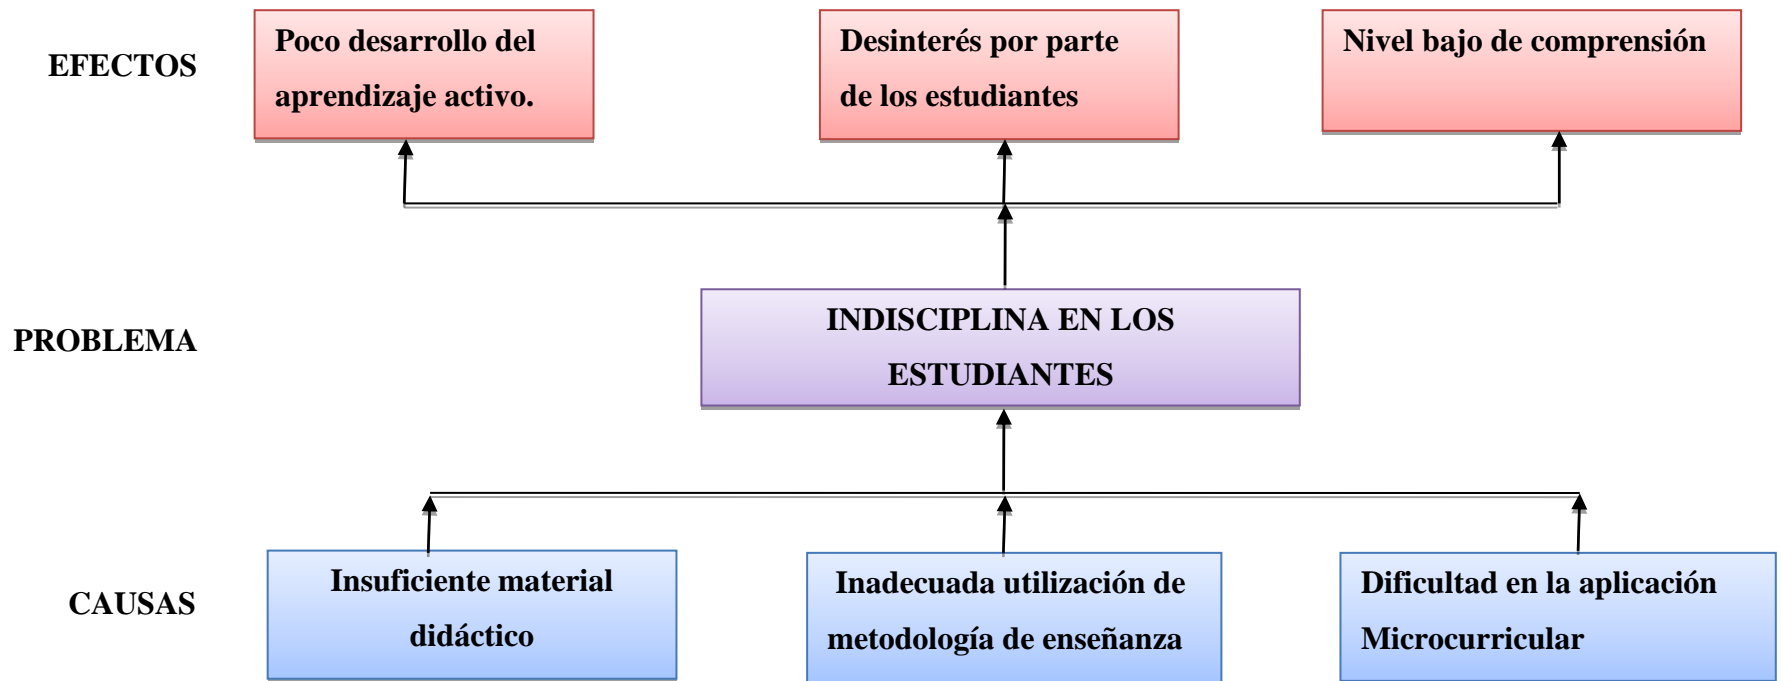 EFECTOS
Poco desarrollo del
aprendizaje activo.
Desinterés por parte
de los estudiantes
Nivel bajo de comprensión
PROBLEMA
INDISCIPLINA EN LOS
ESTUDIANTES
CAUSAS
Insuficiente material
didáctico
Inadecuada utilización de
metodología de enseñanza
Dificultad en la aplicación
Microcurricular